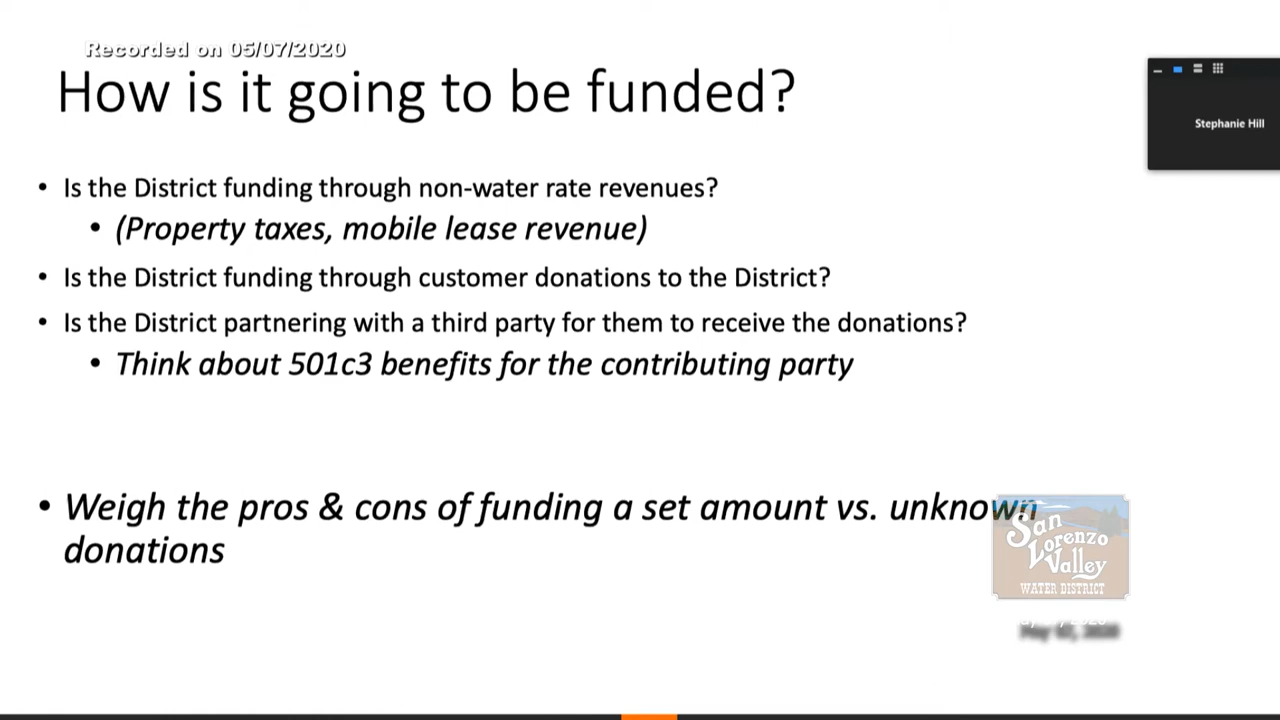 Recorded on 05/07/2020
How is it going to be funded?
Stephanie Hill
• Is the District funding through non-water rate revenues?
• (Property taxes, mobile lease revenue)
• Is the District funding through customer donations to the District?
• Is the District partnering with a third party for them to receive the donations?
• Think about 501c3 benefits for the contributing party
• Weigh the pros & cons of funding a set amount vs. unknown
donations
San
Lorenzo
Valley
WATER DISTRICT